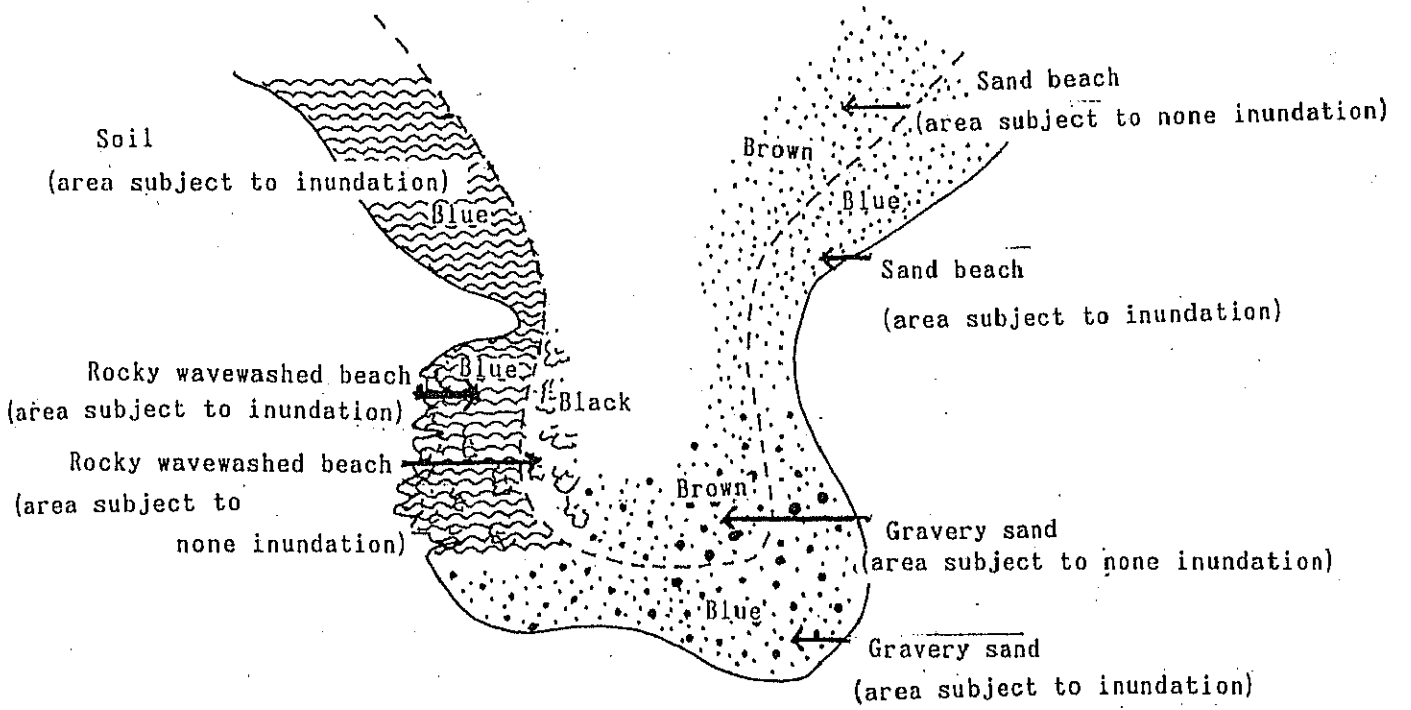 Sand beach
(area subject to none inundation)
Soil
(area subject to inundation)
Brown
Blue
Blue
Sand beach
(area subject to inundation)
Rocky wavewashed beach
(area subject to inundation)
Blue
Black
Rocky wavewashed beach
(area subject to
none inundation)
Brown
Gravery sand
(area subject to none inundation)
Blue
Gravery sand
(area subject to inundation)